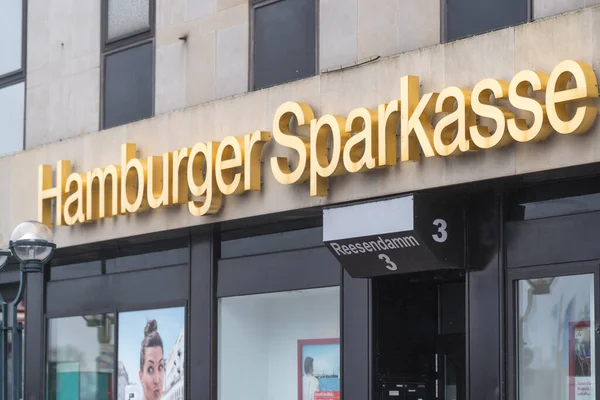 Hamburger Sparkasse
3
Reesendamm
3